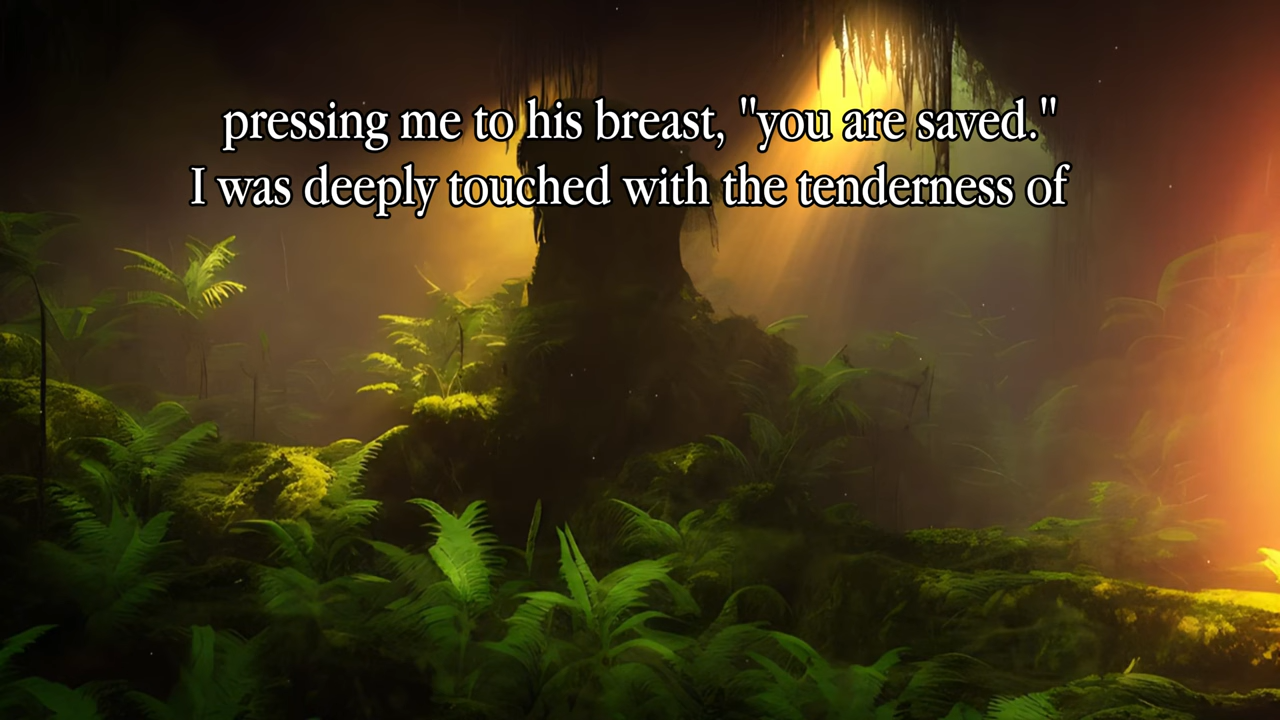 pressing me to his breast, "you are saved."
I was deeply touched with the tenderness of